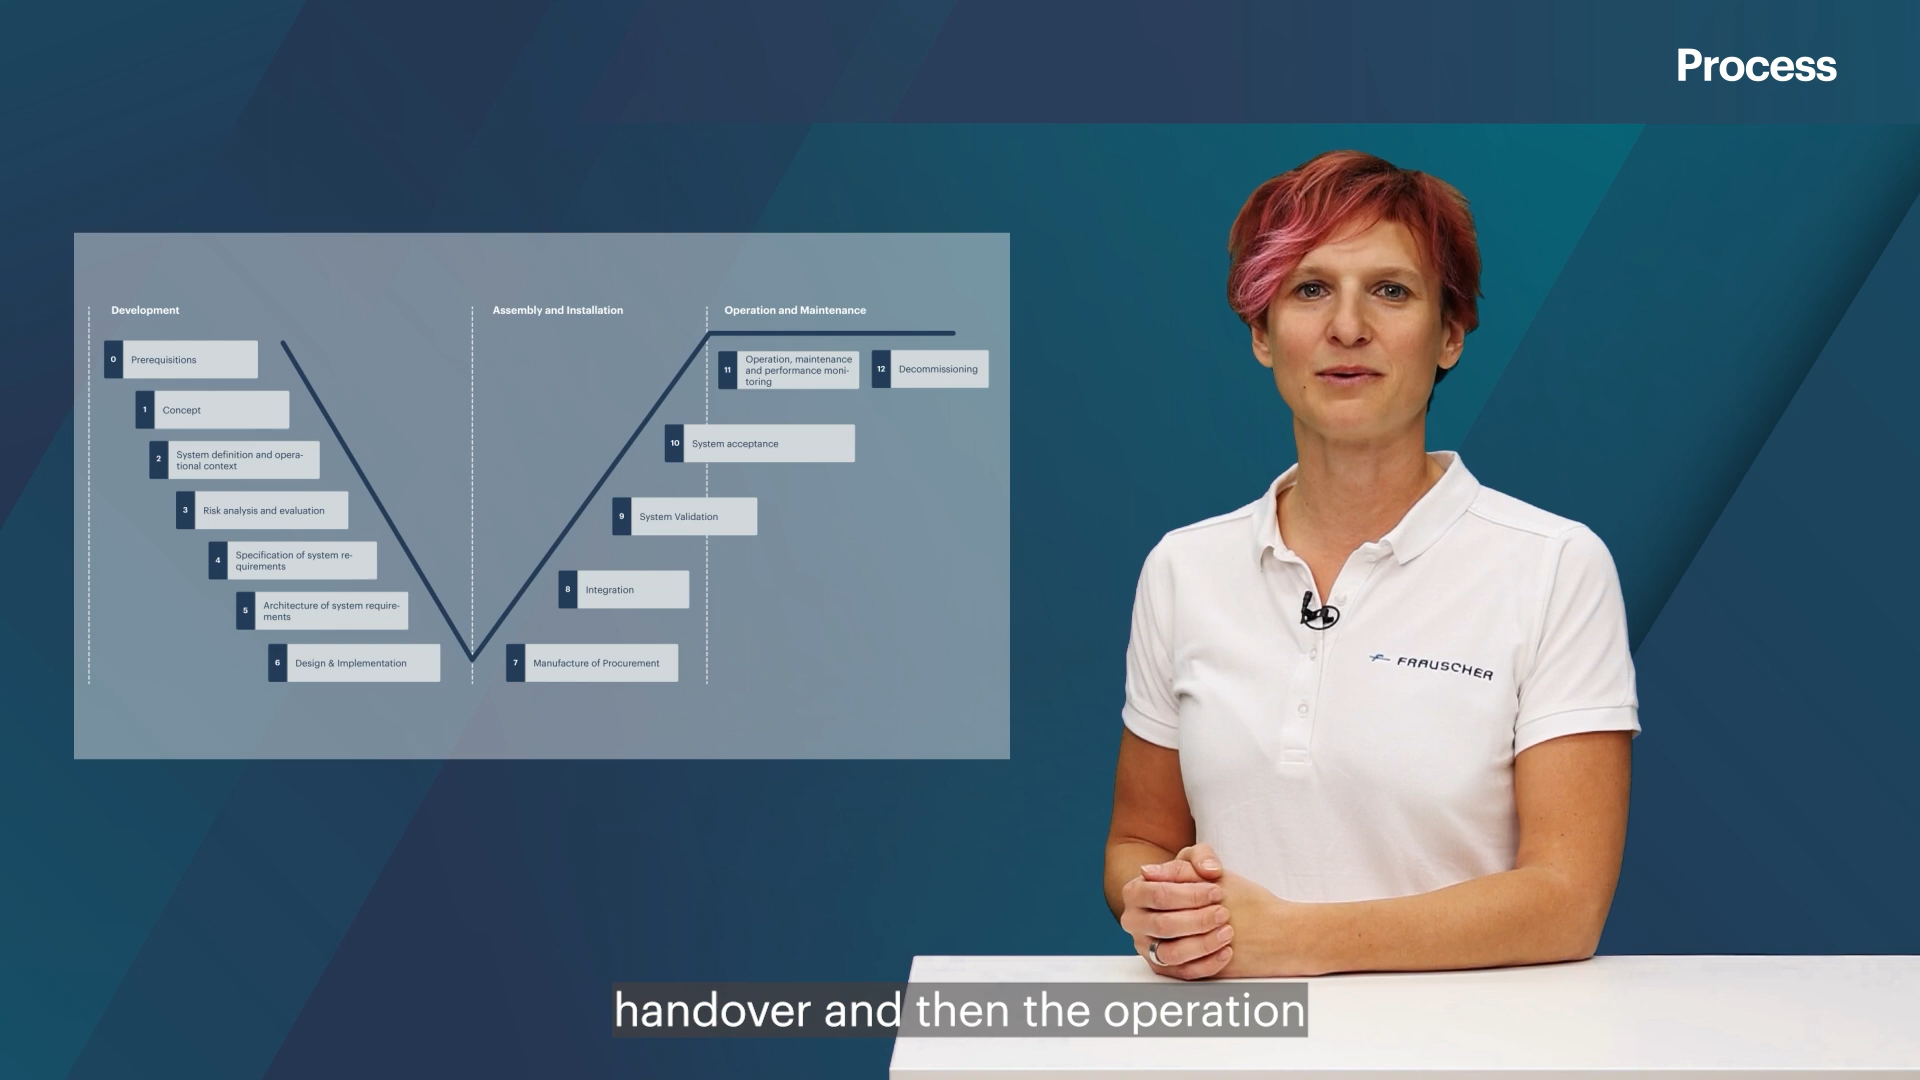 Process
Development
0 Prerequisitions
1 Concept
2 System definition and opera-
tional context
3 Risk analysis and evaluation
4 Specification of system re-
quirements
5 Architecture of system require-
ments
6 Design & Implementation
Assembly and Installation
7 Manufacture of Procurement
8 Integration
9 System Validation
10 System acceptance
Operation and Maintenance
11 Operation, maintenance
and performance moni-
toring
12 Decommissioning
FRAUSCHER
handover and then the operation